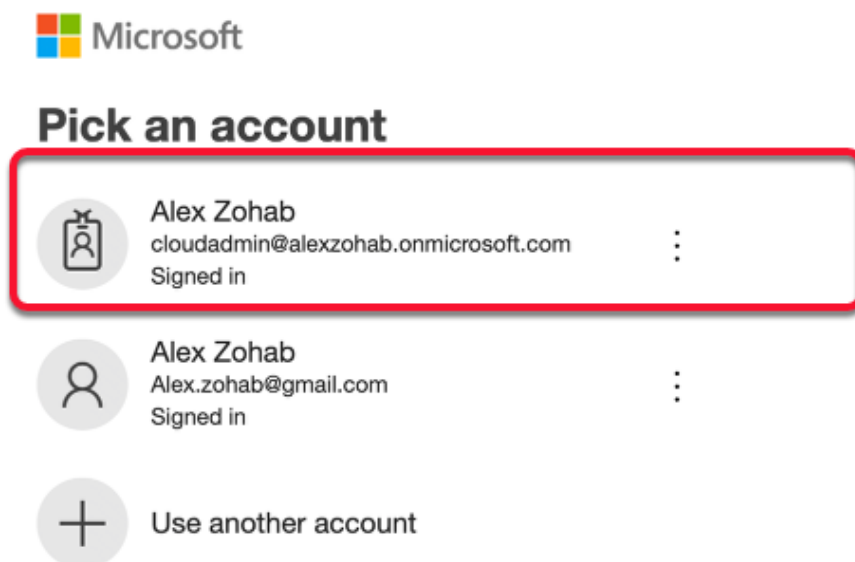 Microsoft
Pick an account
Alex Zohab
cloudadmin@alexzohab.onmicrosoft.com
Signed in
Alex Zohab
Alex.zohab@gmail.com
Signed in
Use another account